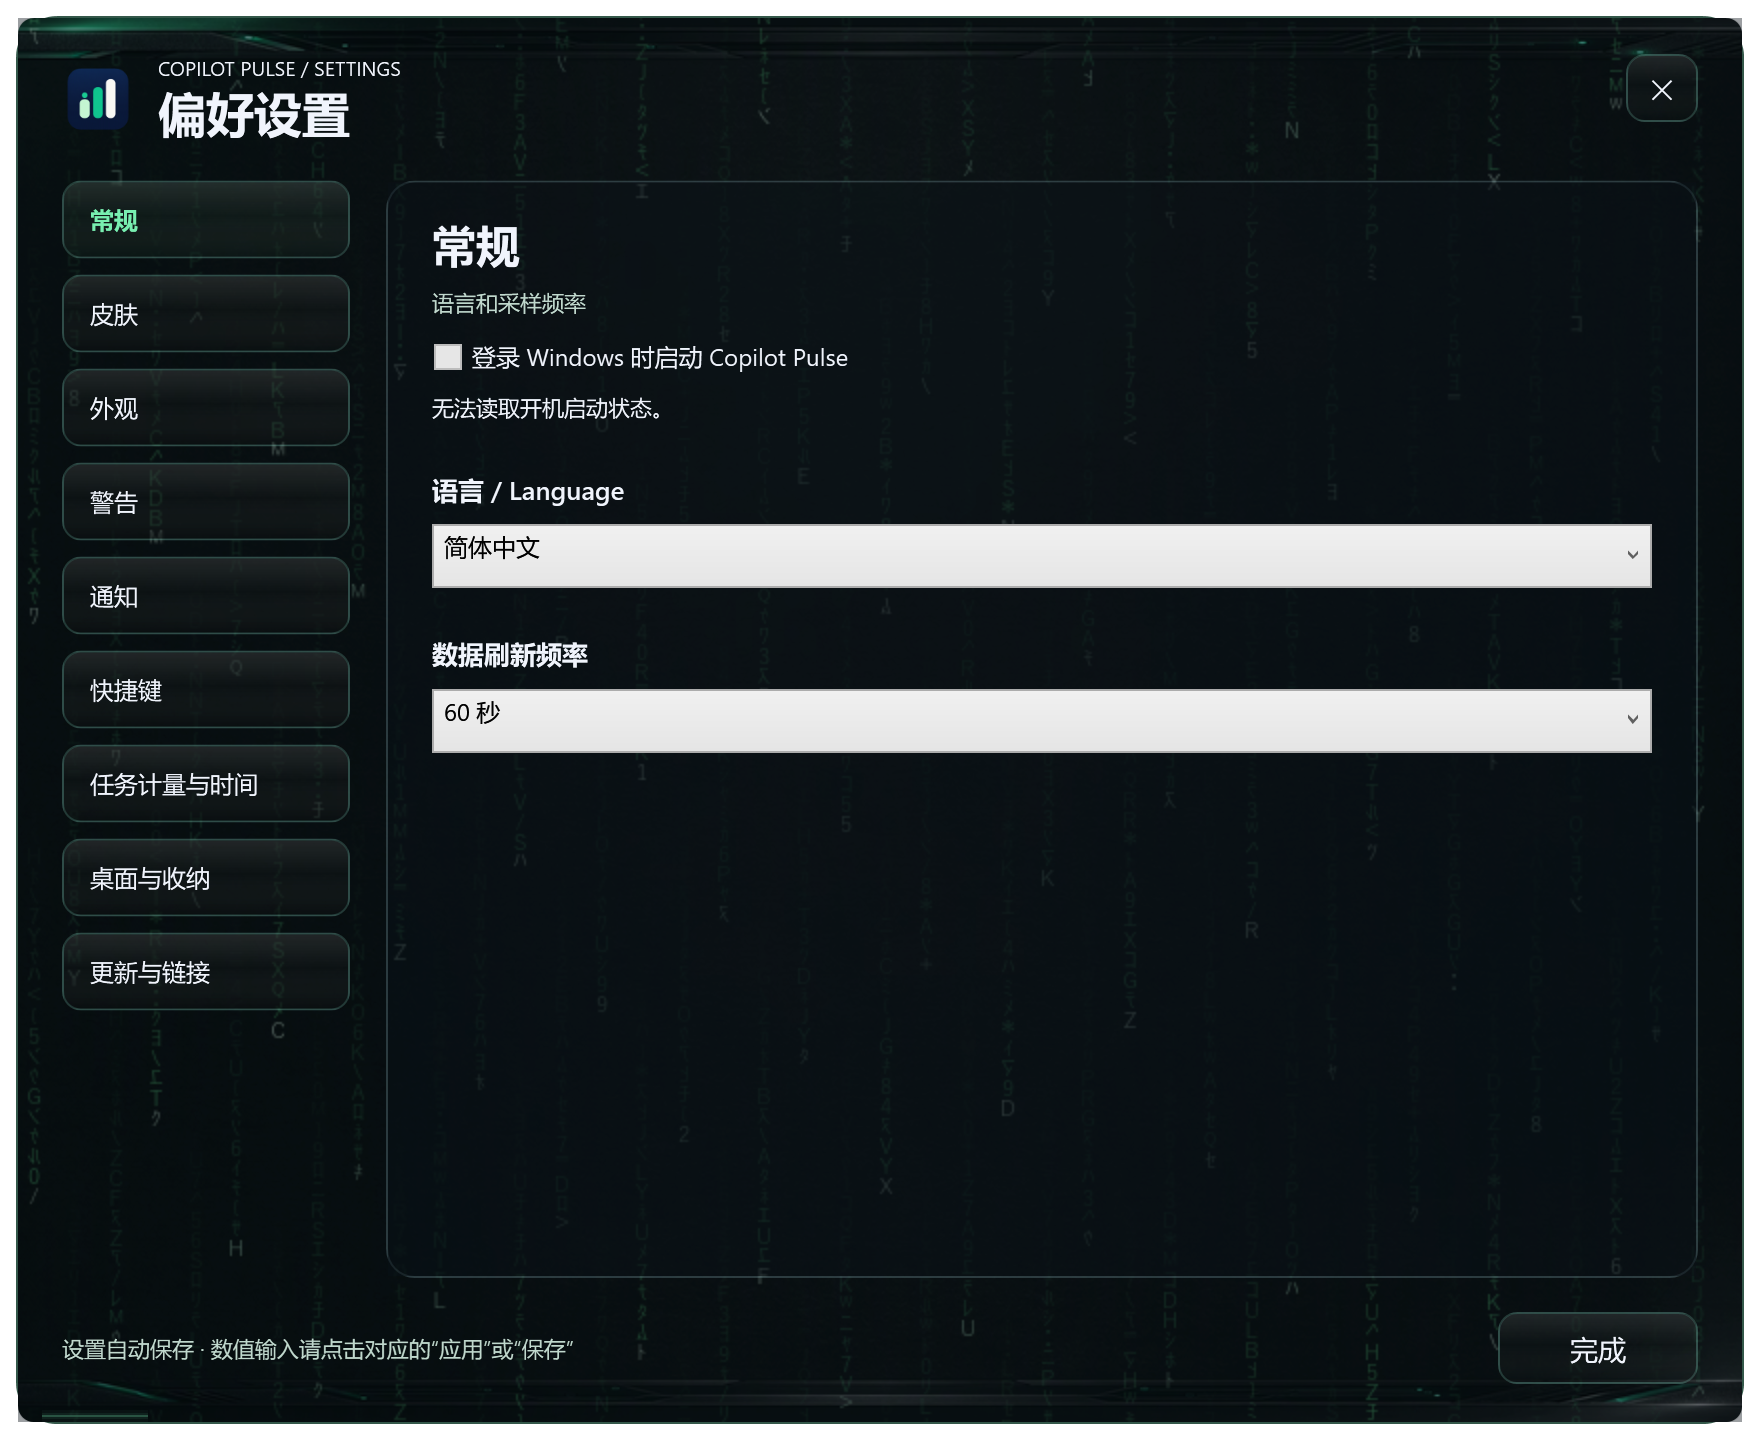 COPILOT PULSE / SETTINGS
偏好设置
常规
皮肤
外观
警告
通知
快捷键
任务计量与时间
桌面与收纳
更新与链接
常规
语言和采样频率
登录 Windows 时启动 Copilot Pulse
无法读取开机启动状态。
语言 / Language
简体中文
数据刷新频率
60 秒
设置自动保存 · 数值输入请点击对应的“应用”或“保存”
完成